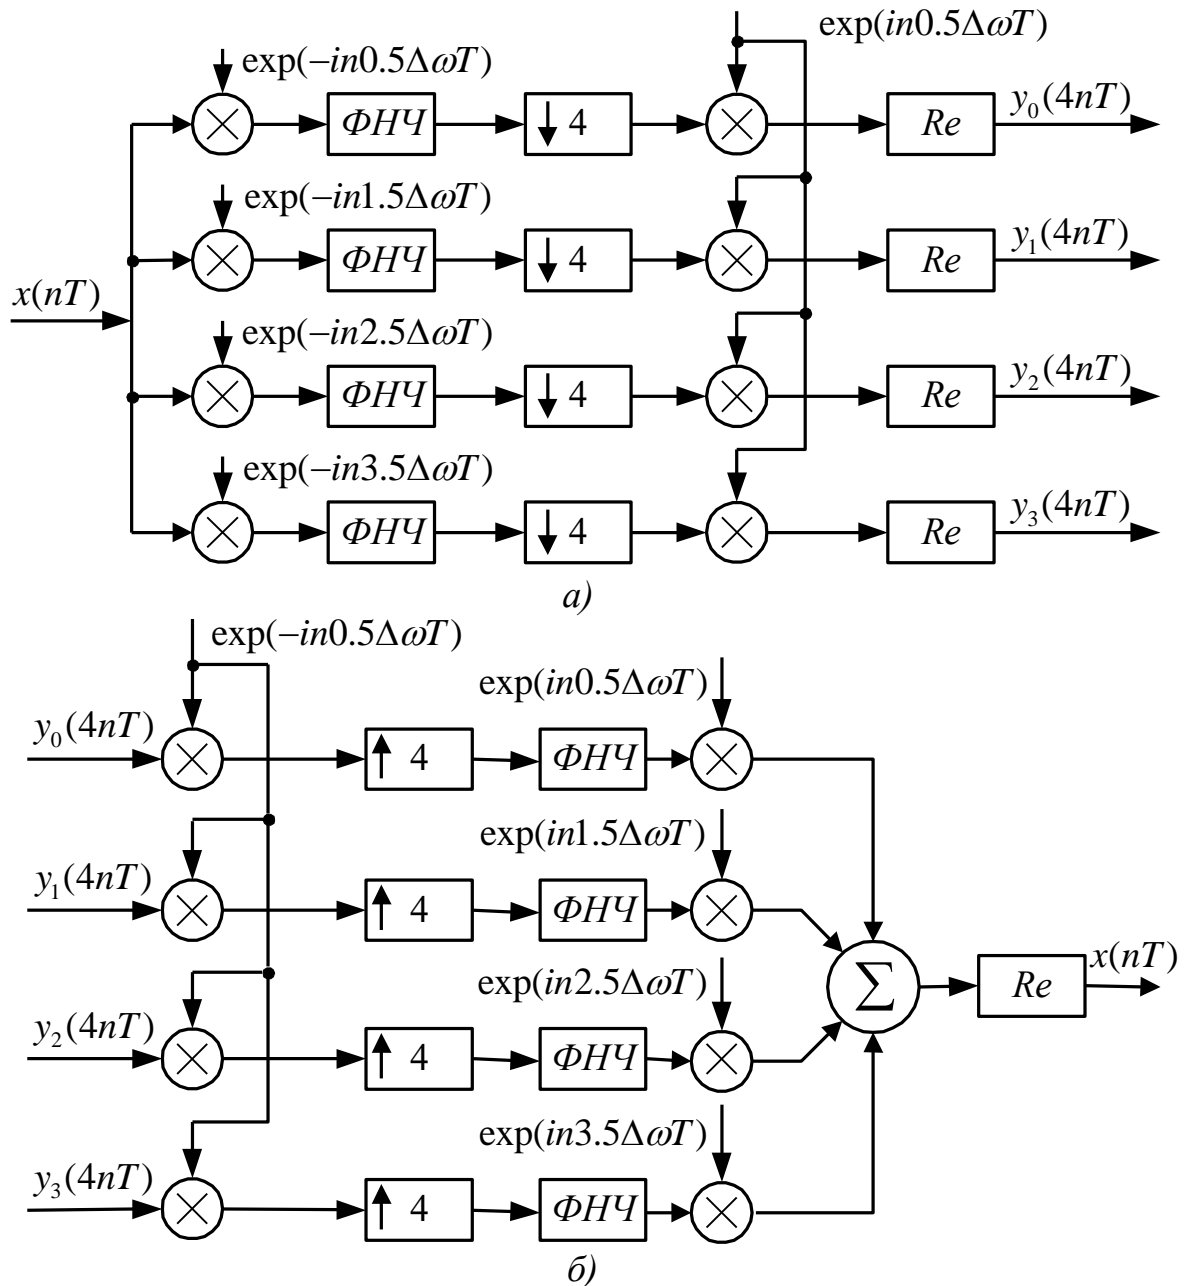 exp(in0.5ΔωT)
exp(−in0.5ΔωT)
ФНЧ
↓ 4
Re
y₀(4nT)
exp(−in1.5ΔωT)
ФНЧ
↓ 4
Re
y₁(4nT)
x(nT)
exp(−in2.5ΔωT)
ФНЧ
↓ 4
Re
y₂(4nT)
exp(−in3.5ΔωT)
ФНЧ
↓ 4
Re
y₃(4nT)
а)
exp(−in0.5ΔωT)
exp(in0.5ΔωT)
y₀(4nT)
↑ 4
ФНЧ
exp(in1.5ΔωT)
y₁(4nT)
↑ 4
ФНЧ
exp(in2.5ΔωT)
Σ
Re
x(nT)
y₂(4nT)
↑ 4
ФНЧ
exp(in3.5ΔωT)
y₃(4nT)
↑ 4
ФНЧ
б)